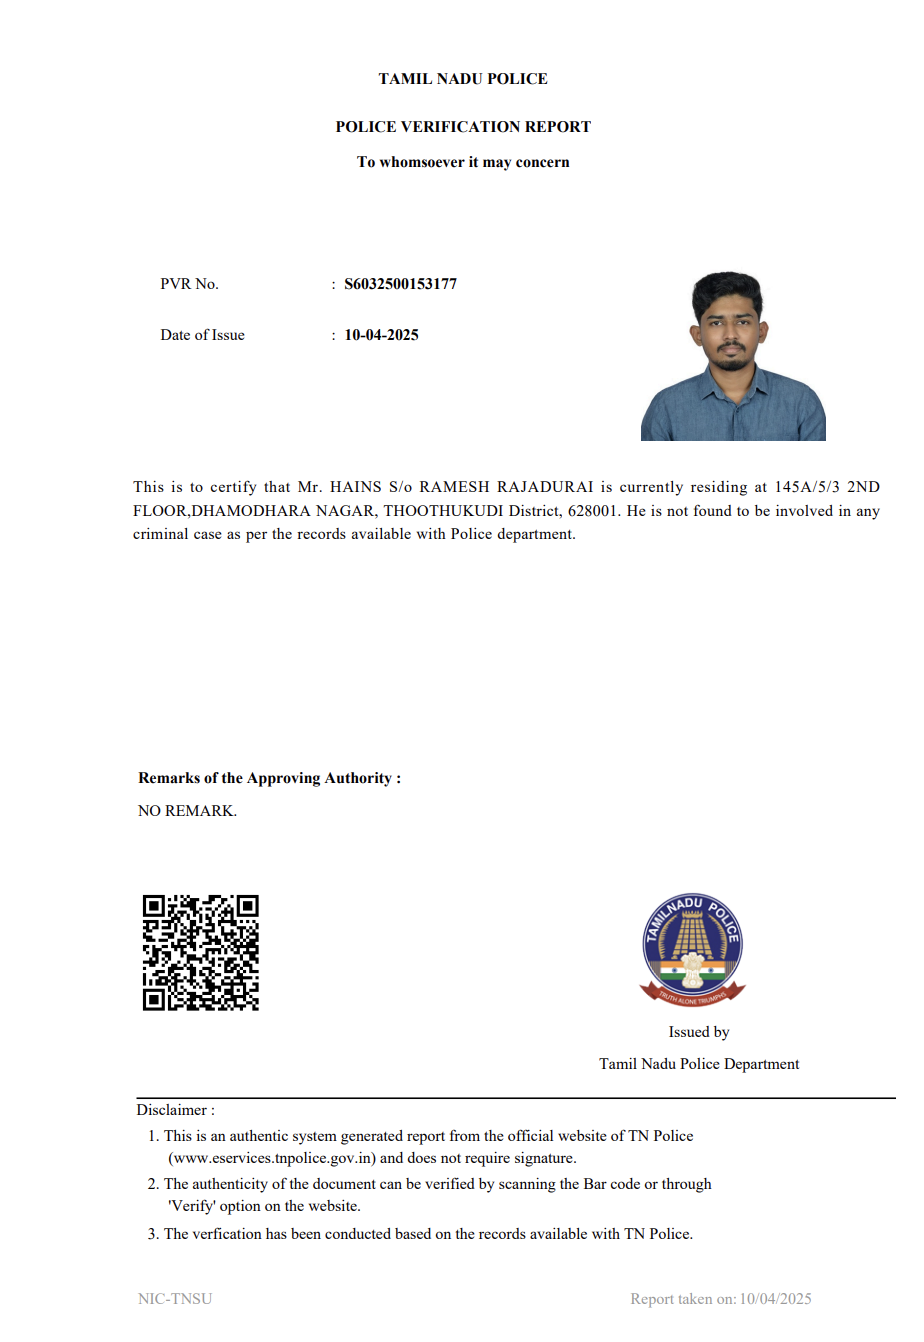 TAMIL NADU POLICE
POLICE VERIFICATION REPORT
To whomsoever it may concern
PVR No. : S6032500153177
Date of Issue : 10-04-2025
This is to certify that Mr. HAINS S/o RAMESH RAJADURAI is currently residing at 145A/5/3 2ND
FLOOR,DHAMODHARA NAGAR, THOOTHUKUDI District, 628001. He is not found to be involved in any
criminal case as per the records available with Police department.
Remarks of the Approving Authority :
NO REMARK.
TAMILNADU POLICE
TRUTH ALONE TRIUMPHS
Issued by
Tamil Nadu Police Department
Disclaimer :
1. This is an authentic system generated report from the official website of TN Police
(www.eservices.tnpolice.gov.in) and does not require signature.
2. The authenticity of the document can be verified by scanning the Bar code or through
'Verify' option on the website.
3. The verfication has been conducted based on the records available with TN Police.
NIC-TNSU Report taken on: 10/04/2025